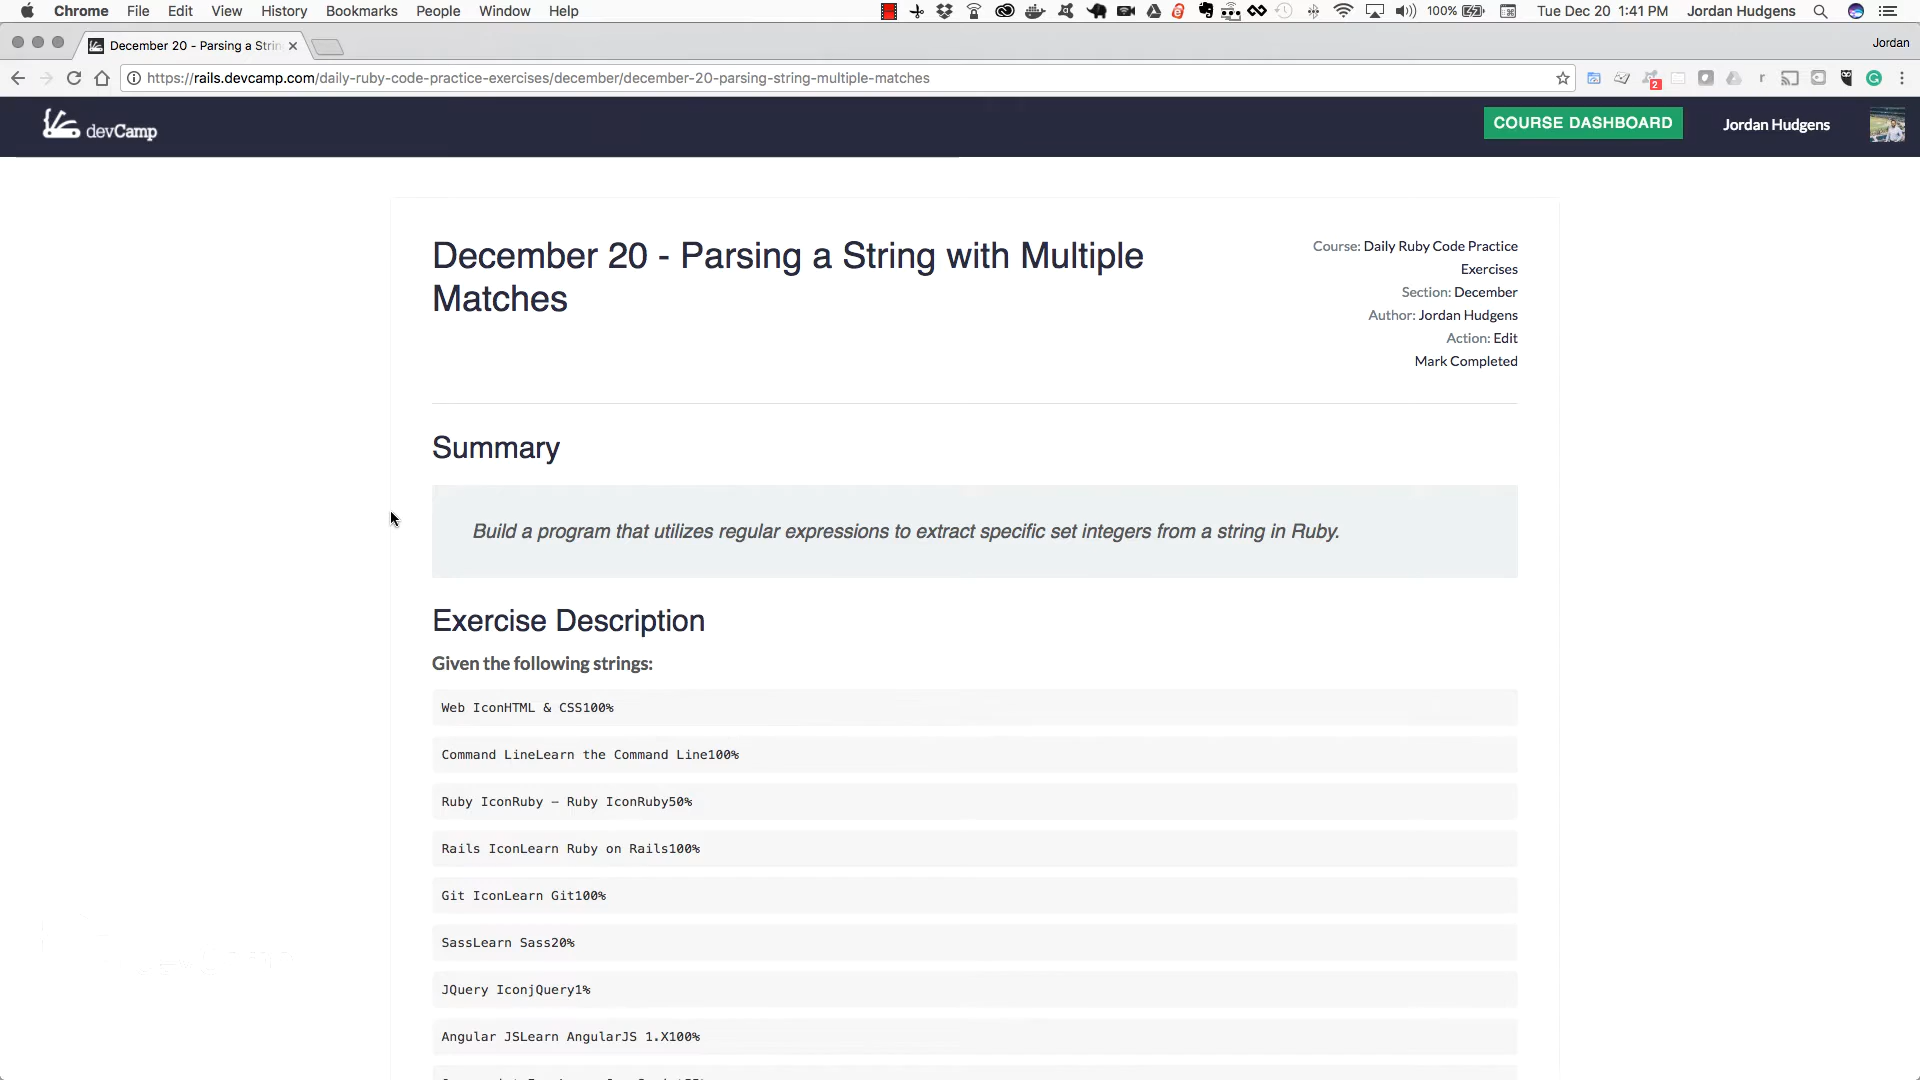 Chrome File Edit View History Bookmarks People Window Help 100% Tue Dec 20 1:41 PM Jordan Hudgens
December 20 - Parsing a Strin Jordan
https://rails.devcamp.com/daily-ruby-code-practice-exercises/december/december-20-parsing-string-multiple-matches 2 r
devCamp COURSE DASHBOARD Jordan Hudgens
December 20 - Parsing a String with Multiple
Matches
Course: Daily Ruby Code Practice
Exercises
Section: December
Author: Jordan Hudgens
Action: Edit
Mark Completed
Summary
Build a program that utilizes regular expressions to extract specific set integers from a string in Ruby.
Exercise Description
Given the following strings:
Web IconHTML & CSS100%
Command LineLearn the Command Line100%
Ruby IconRuby – Ruby IconRuby50%
Rails IconLearn Ruby on Rails100%
Git IconLearn Git100%
SassLearn Sass20%
JQuery IconjQuery1%
Angular JSLearn AngularJS 1.X100%